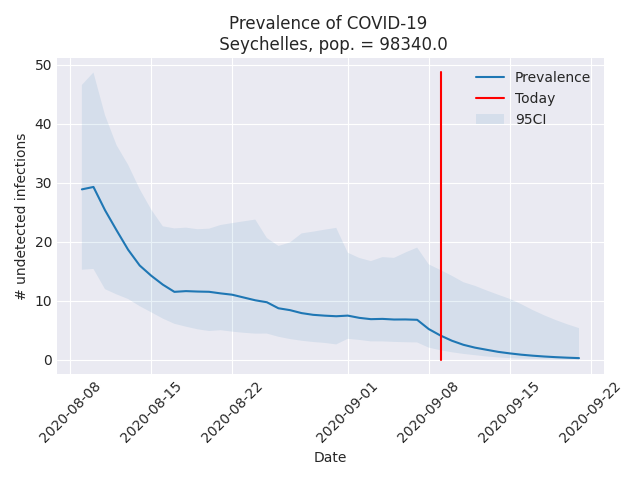 Prevalence of COVID-19
Seychelles, pop. = 98340.0
# undetected infections
50
40
30
20
10
0
Prevalence
Today
95CI
2020-08-08
2020-08-15
2020-08-22
2020-09-01
2020-09-08
2020-09-15
2020-09-22
Date